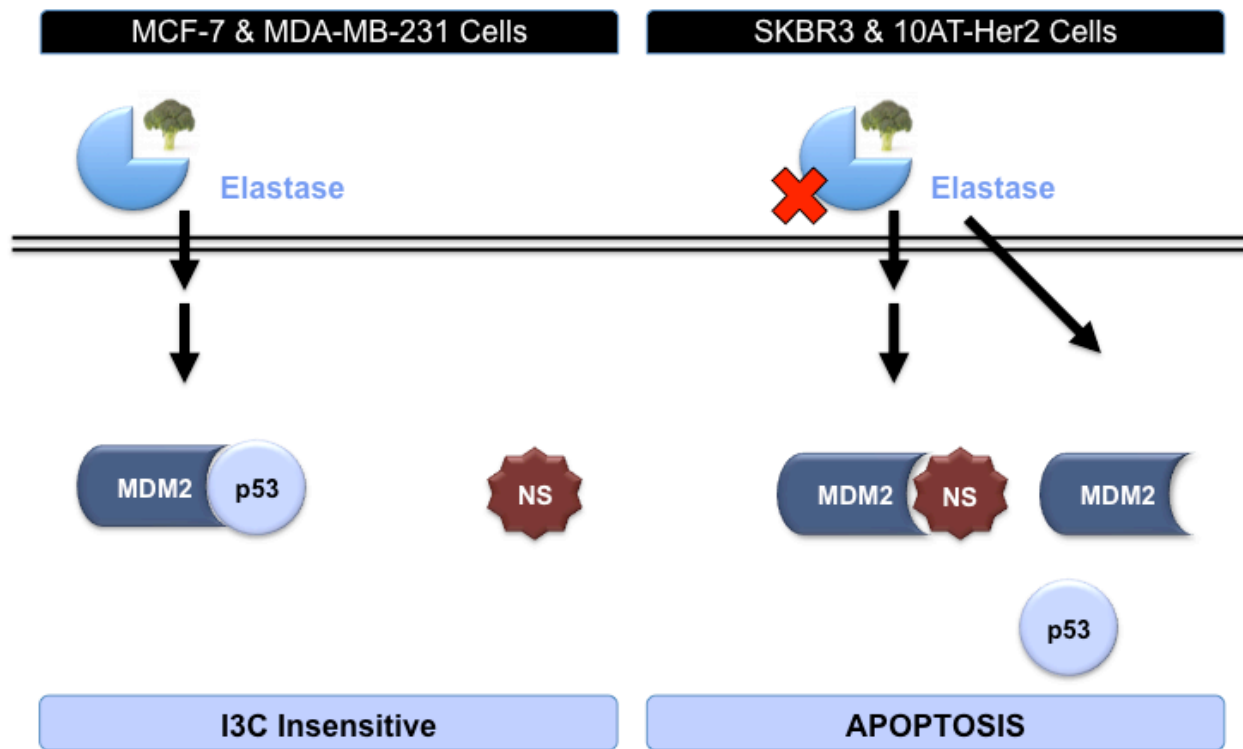 MCF-7 & MDA-MB-231 Cells
SKBR3 & 10AT-Her2 Cells
Elastase
Elastase
MDM2
p53
NS
MDM2
NS
MDM2
p53
I3C Insensitive
APOPTOSIS